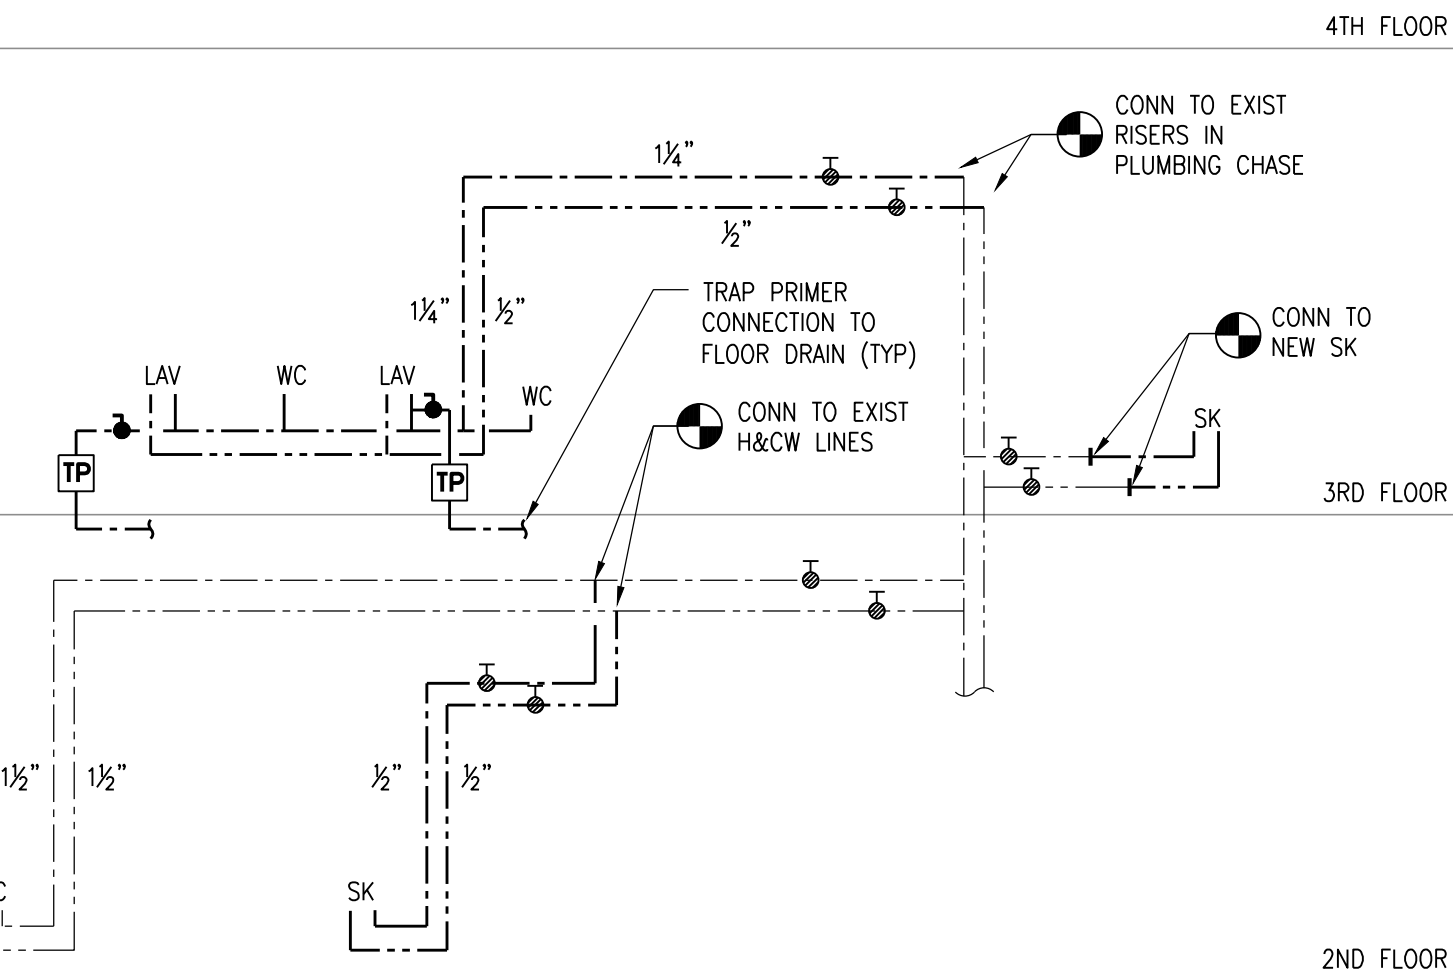 4TH FLOOR
CONN TO EXIST
RISERS IN
PLUMBING CHASE
1¼"
½"
1¼"
½"
TRAP PRIMER
CONNECTION TO
FLOOR DRAIN (TYP)
CONN TO
NEW SK
LAV
WC
LAV
WC
CONN TO EXIST
H&CW LINES
SK
TP
TP
3RD FLOOR
1½"
1½"
½"
½"
SK
2ND FLOOR